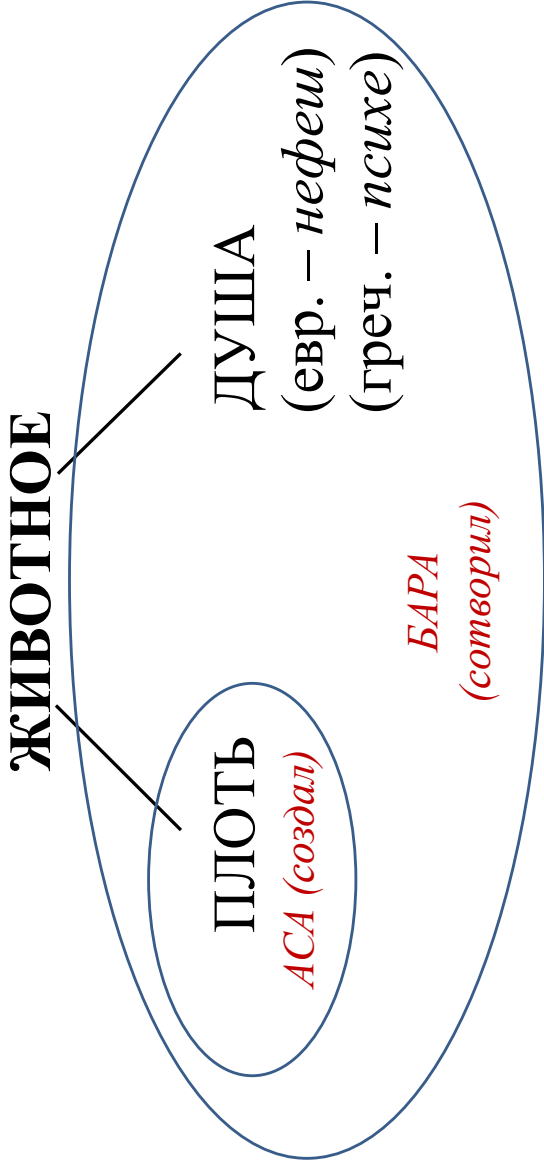 ЖИВОТНОЕ
ПЛОТЬ
АСА (создал)
ДУША
(евр. – нефеш)
(греч. – психе)
БАРА
(сотворил)